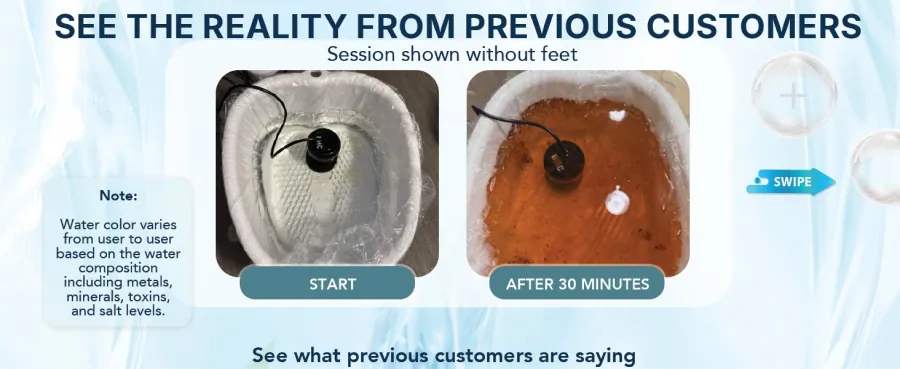 SEE THE REALITY FROM PREVIOUS CUSTOMERS
Session shown without feet
Note:
Water color varies
from user to user
based on the water
composition
including metals,
minerals, toxins,
and salt levels.
START
AFTER 30 MINUTES
SWIPE
See what previous customers are saying